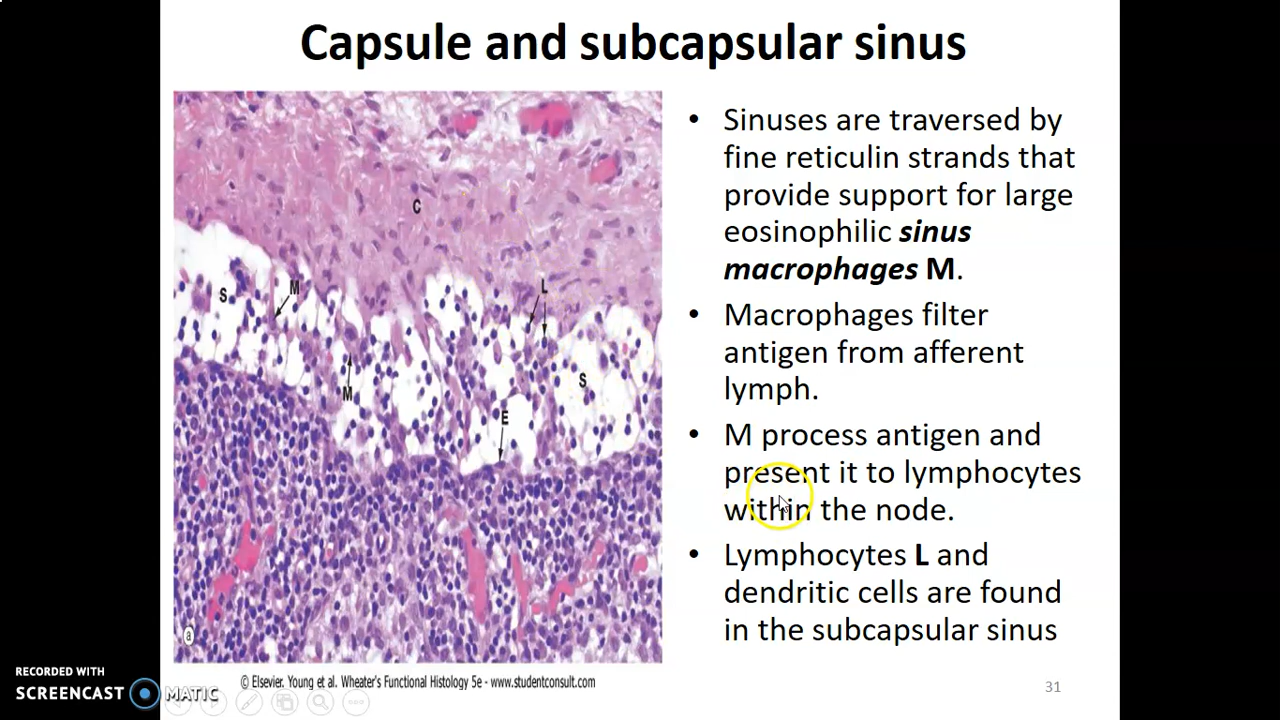 Capsule and subcapsular sinus
• Sinuses are traversed by
fine reticulin strands that
provide support for large
eosinophilic sinus
macrophages M.
• Macrophages filter
antigen from afferent
lymph.
• M process antigen and
present it to lymphocytes
within the node.
• Lymphocytes L and
dendritic cells are found
in the subcapsular sinus
C
S
M
L
M
S
E
a
© Elsevier. Young et al. Wheater's Functional Histology 5e - www.studentconsult.com
31
RECORDED WITH
SCREENCAST MATIC